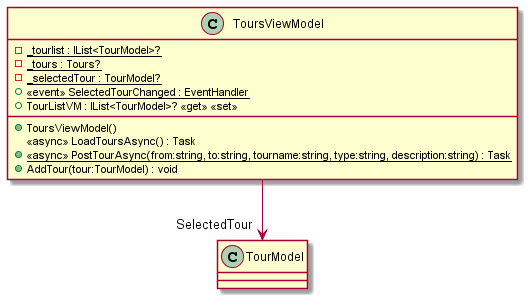 C ToursViewModel
_tourlist : IList<TourModel>?
_tours : Tours?
_selectedTour : TourModel?
«event» SelectedTourChanged : EventHandler
TourListVM : IList<TourModel>? «get» «set»
ToursViewModel()
«async» LoadToursAsync() : Task
«async» PostTourAsync(from:string, to:string, tourname:string, type:string, description:string) : Task
AddTour(tour:TourModel) : void
SelectedTour
C TourModel